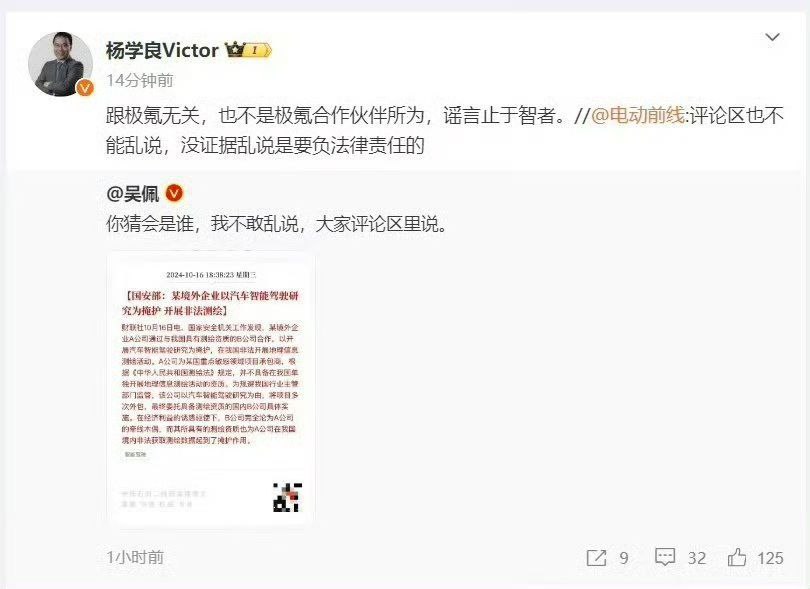 杨学良Victor
14分钟前
跟极氪无关，也不是极氪合作伙伴所为，谣言止于智者。//@电动前线:评论区也不
能乱说，没证据乱说是要负法律责任的
@吴佩
你猜会是谁，我不敢乱说，大家评论区里说。
2024-10-16 18:38:23 星期三
【国安部：某境外企业以汽车智能驾驶研
究为掩护 开展非法测绘】
财联社10月16日电，国家安全机关工作发现，某境外企
业A公司通过与我国具有测绘资质的B公司合作，以开
展汽车智能驾驶研究为掩护，在我国非法开展地理信息
测绘活动。A公司为某国重点敏感领域项目承包商，根
据《中华人民共和国测绘法》规定，并不具备在我国单
独开展地理信息测绘活动的资质。为规避我国行业主管
部门监管，该公司以汽车智能驾驶研究为由，将项目多
次外包，最终委托具备测绘资质的国内B公司具体实
施。在经济利益的诱惑驱使下，B公司完全沦为A公司
的牵线木偶，而其所具有的测绘资质也为A公司在我国
境内非法获取测绘数据起到了掩护作用。
智能驾驶
1小时前
9
32
125